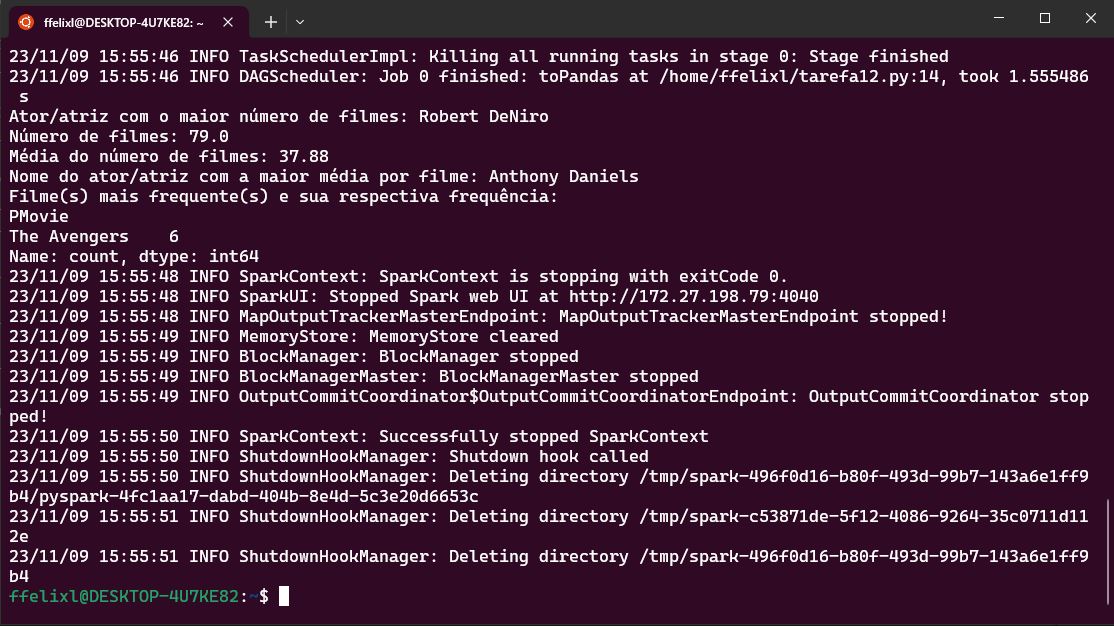 ffelixl@DESKTOP-4U7KE82: ~
23/11/09 15:55:46 INFO TaskSchedulerImpl: Killing all running tasks in stage 0: Stage finished
23/11/09 15:55:46 INFO DAGScheduler: Job 0 finished: toPandas at /home/ffelixl/tarefa12.py:14, took 1.555486
s
Ator/atriz com o maior número de filmes: Robert DeNiro
Número de filmes: 79.0
Média do número de filmes: 37.88
Nome do ator/atriz com a maior média por filme: Anthony Daniels
Filme(s) mais frequente(s) e sua respectiva frequência:
PMovie
The Avengers    6
Name: count, dtype: int64
23/11/09 15:55:48 INFO SparkContext: SparkContext is stopping with exitCode 0.
23/11/09 15:55:48 INFO SparkUI: Stopped Spark web UI at http://172.27.198.79:4040
23/11/09 15:55:48 INFO MapOutputTrackerMasterEndpoint: MapOutputTrackerMasterEndpoint stopped!
23/11/09 15:55:49 INFO MemoryStore: MemoryStore cleared
23/11/09 15:55:49 INFO BlockManager: BlockManager stopped
23/11/09 15:55:49 INFO BlockManagerMaster: BlockManagerMaster stopped
23/11/09 15:55:49 INFO OutputCommitCoordinator$OutputCommitCoordinatorEndpoint: OutputCommitCoordinator stop
ped!
23/11/09 15:55:50 INFO SparkContext: Successfully stopped SparkContext
23/11/09 15:55:50 INFO ShutdownHookManager: Shutdown hook called
23/11/09 15:55:50 INFO ShutdownHookManager: Deleting directory /tmp/spark-496f0d16-b80f-493d-99b7-143a6e1ff9
b4/pyspark-4fc1aa17-dabd-404b-8e4d-5c3e20d6653c
23/11/09 15:55:51 INFO ShutdownHookManager: Deleting directory /tmp/spark-c53871de-5f12-4086-9264-35c0711d11
2e
23/11/09 15:55:51 INFO ShutdownHookManager: Deleting directory /tmp/spark-496f0d16-b80f-493d-99b7-143a6e1ff9
b4
ffelixl@DESKTOP-4U7KE82:~$